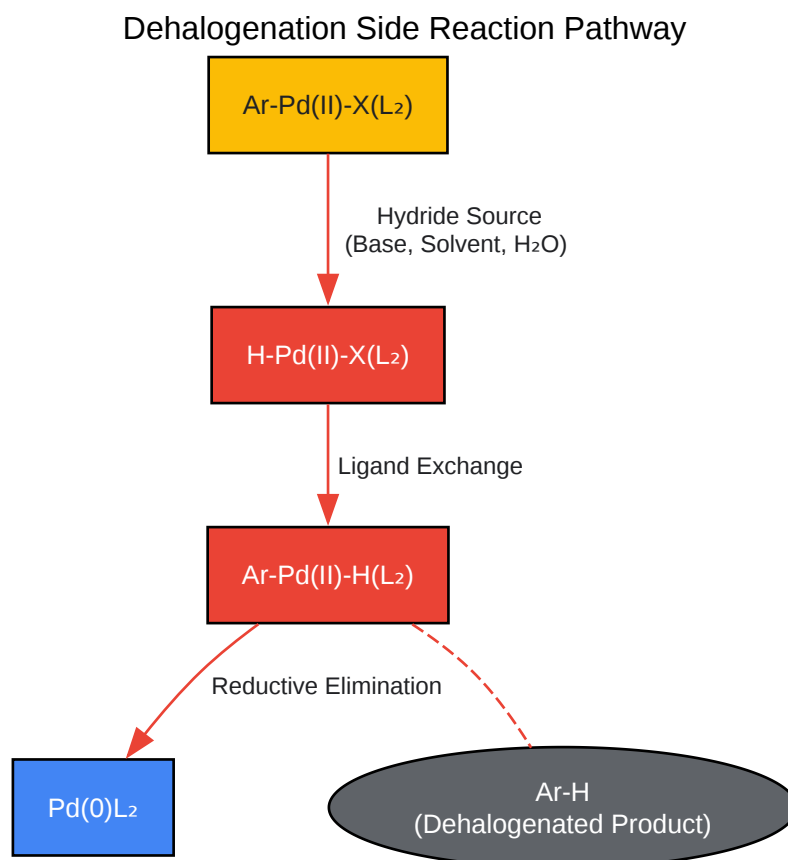 Dehalogenation Side Reaction Pathway
Ar-Pd(II)-X(L₂)
Hydride Source
(Base, Solvent, H₂O)
H-Pd(II)-X(L₂)
Ligand Exchange
Ar-Pd(II)-H(L₂)
Reductive Elimination
Pd(0)L₂
Ar-H
(Dehalogenated Product)